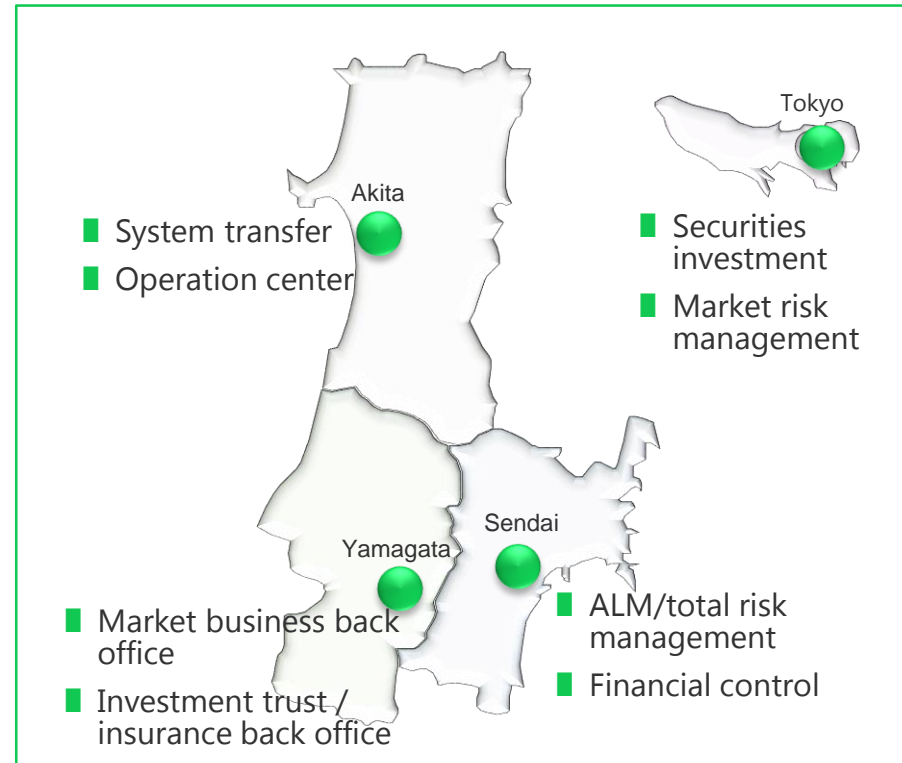 Tokyo
Akita
System transfer
Operation center
Securities
investment
Market risk
management
Sendai
Yamagata
Market business back
office
Investment trust /
insurance back office
ALM/total risk
management
Financial control